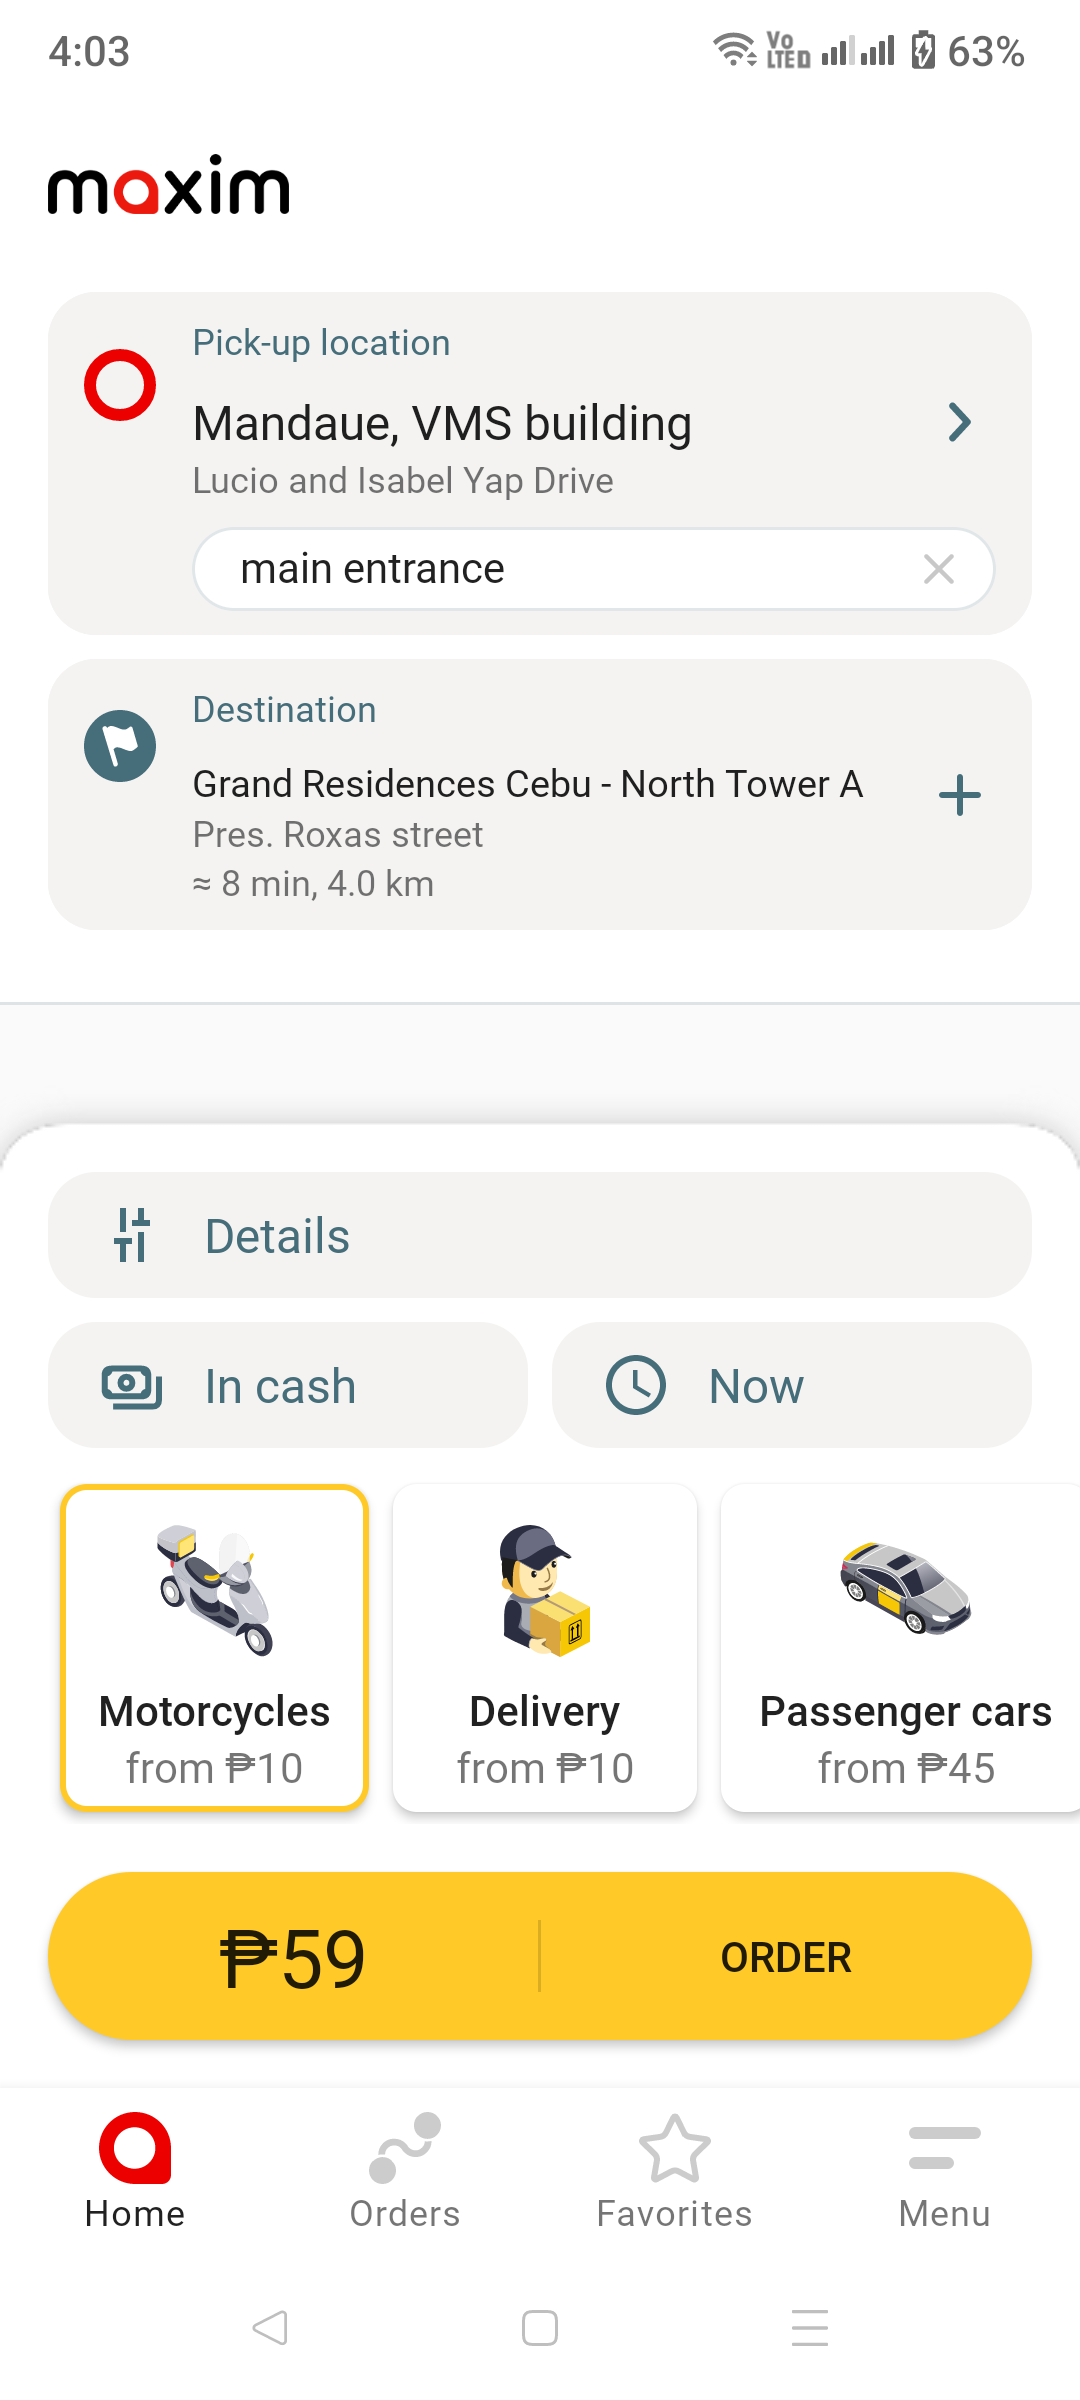 4:03
Vo
LTE
63%
maxim
Pick-up location
Mandaue, VMS building
Lucio and Isabel Yap Drive
main entrance
Destination
Grand Residences Cebu - North Tower A
Pres. Roxas street
≈ 8 min, 4.0 km
Details
In cash
Now
Motorcycles
from ₱10
Delivery
from ₱10
Passenger cars
from ₱45
₱59
ORDER
Home
Orders
Favorites
Menu